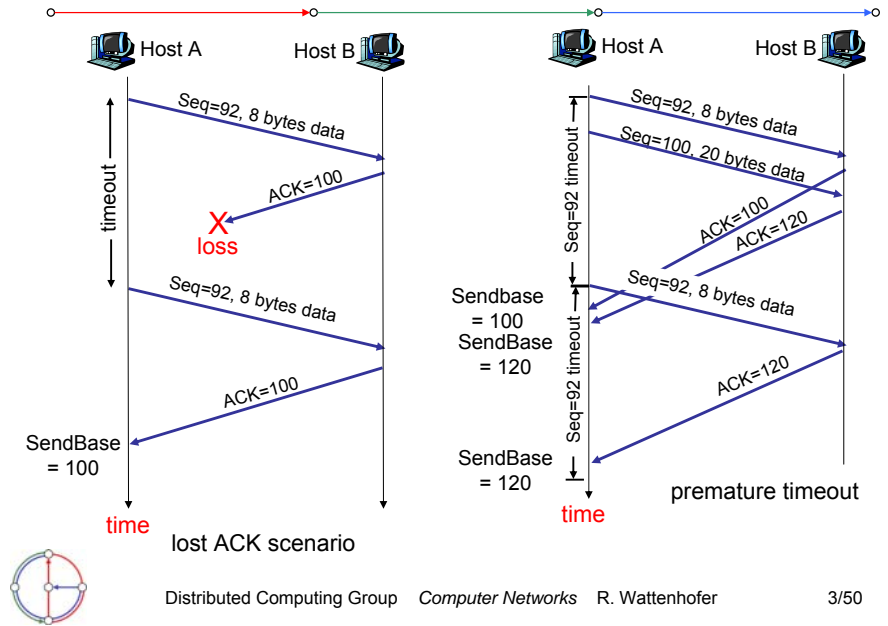 Host A
Host B
Seq=92, 8 bytes data
timeout
ACK=100
X
loss
Seq=92, 8 bytes data
ACK=100
SendBase
= 100
time
lost ACK scenario
Host A
Host B
Seq=92, 8 bytes data
Seq=100, 20 bytes data
Seq=92 timeout
ACK=100
ACK=120
Seq=92, 8 bytes data
Sendbase
= 100
SendBase
= 120
Seq=92 timeout
ACK=120
SendBase
= 120
time
premature timeout
Distributed Computing Group Computer Networks R. Wattenhofer 3/50